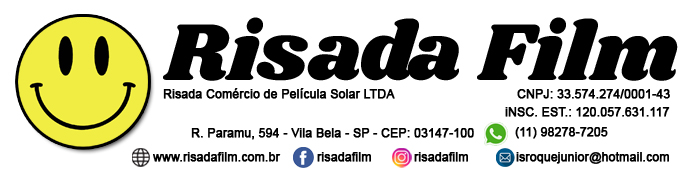 Risada Film
Risada Comércio de Película Solar LTDA
CNPJ: 33.574.274/0001-43
iNSC. EST.: 120.057.631.117
R. Paramu, 594 - Vila Bela - SP - CEP: 03147-100 (11) 98278-7205
www.risadafilm.com.br risadafilm risadafilm isroquejunior@hotmail.com